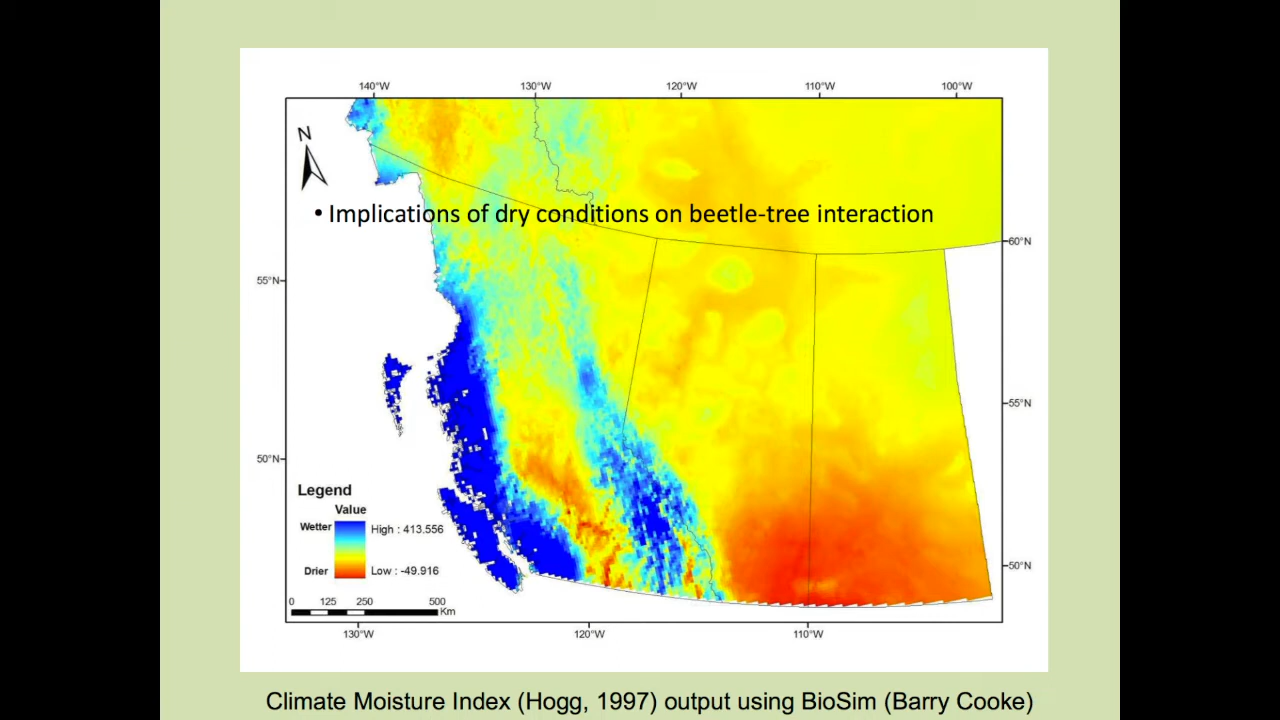 140°W 130°W 120°W 110°W 100°W
N
• Implications of dry conditions on beetle-tree interaction
60°N
55°N
55°N
50°N
Legend
Value
Wetter High : 413.556
Drier Low : -49.916
50°N
0 125 250 500
Km
130°W 120°W 110°W
Climate Moisture Index (Hogg, 1997) output using BioSim (Barry Cooke)